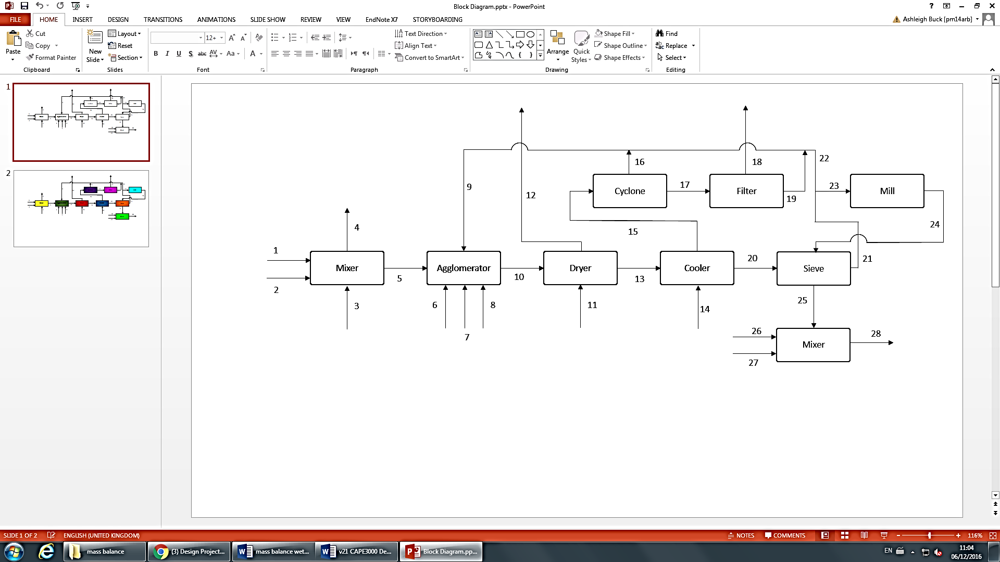 Block Diagram.pptx - PowerPoint
FILE HOME INSERT DESIGN TRANSITIONS ANIMATIONS SLIDE SHOW REVIEW VIEW EndNote X7 STORYBOARDING
Ashleigh Buck [pm14arb]
Paste
Cut
Copy
Format Painter
Clipboard
New
Slide
Layout
Reset
Section
Slides
12+
B I U S abc AV Aa A
Font
Text Direction
Align Text
Convert to SmartArt
Paragraph
Arrange
Quick
Styles
Shape Fill
Shape Outline
Shape Effects
Drawing
Find
Replace
Select
Editing
1
2
22
16
18
9
17
23
12
Cyclone
Filter
Mill
19
4
15
24
1
20
21
Mixer
Agglomerator
Dryer
Cooler
Sieve
5
10
13
2
25
3
6
8
11
14
7
26
28
Mixer
27
SLIDE 1 OF 2
ENGLISH (UNITED KINGDOM)
NOTES
COMMENTS
116%
mass balance
(3) Design Project...
mass balance wet...
v21 CAPE3000 De...
Block Diagram.pp...
EN
11:04
06/12/2016